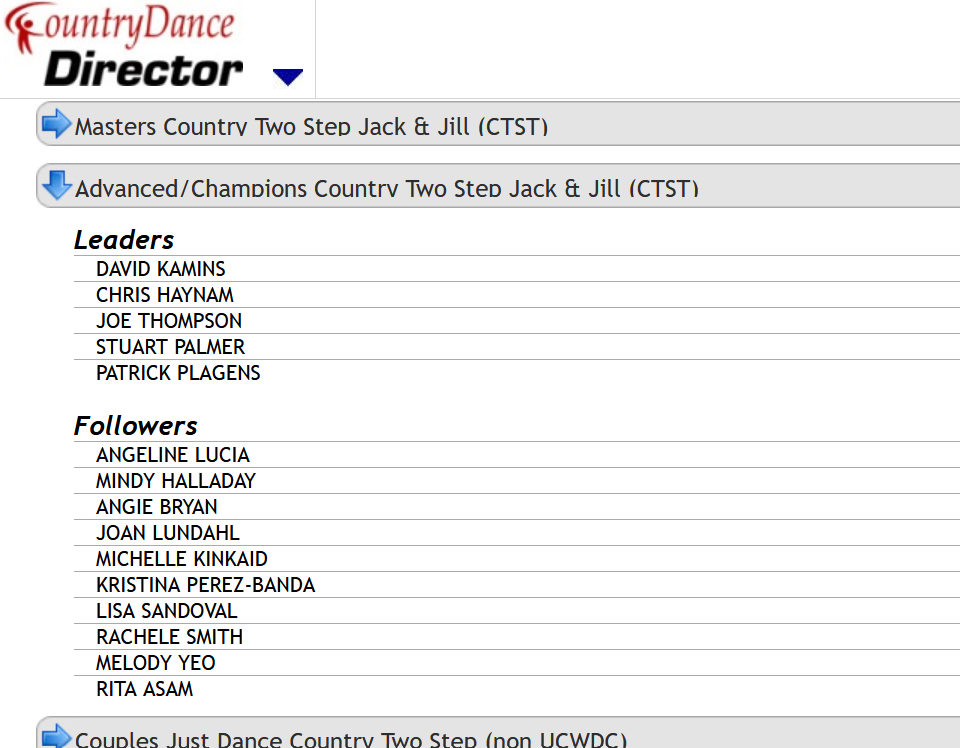 CountryDance
Director
Masters Country Two Step Jack & Jill (CTST)
Advanced/Champions Country Two Step Jack & Jill (CTST)
Leaders
DAVID KAMINS
CHRIS HAYNAM
JOE THOMPSON
STUART PALMER
PATRICK PLAGENS
Followers
ANGELINE LUCIA
MINDY HALLADAY
ANGIE BRYAN
JOAN LUNDAHL
MICHELLE KINKAID
KRISTINA PEREZ-BANDA
LISA SANDOVAL
RACHELE SMITH
MELODY YEO
RITA ASAM
Couples Just Dance Country Two Step (non UCWDC)